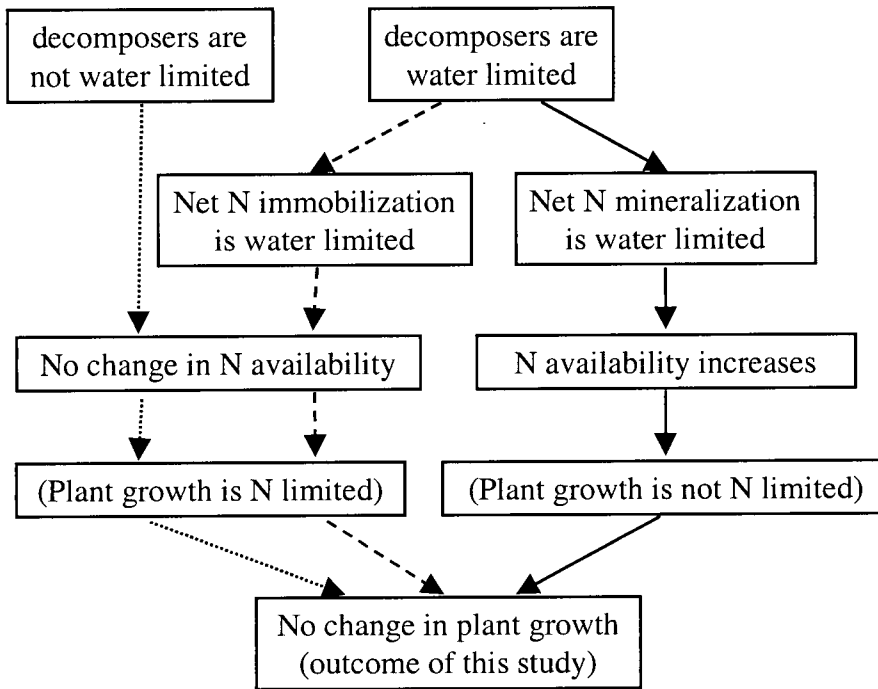 decomposers are
not water limited
decomposers are
water limited
Net N immobilization
is water limited
Net N mineralization
is water limited
No change in N availability
N availability increases
(Plant growth is N limited)
(Plant growth is not N limited)
No change in plant growth
(outcome of this study)